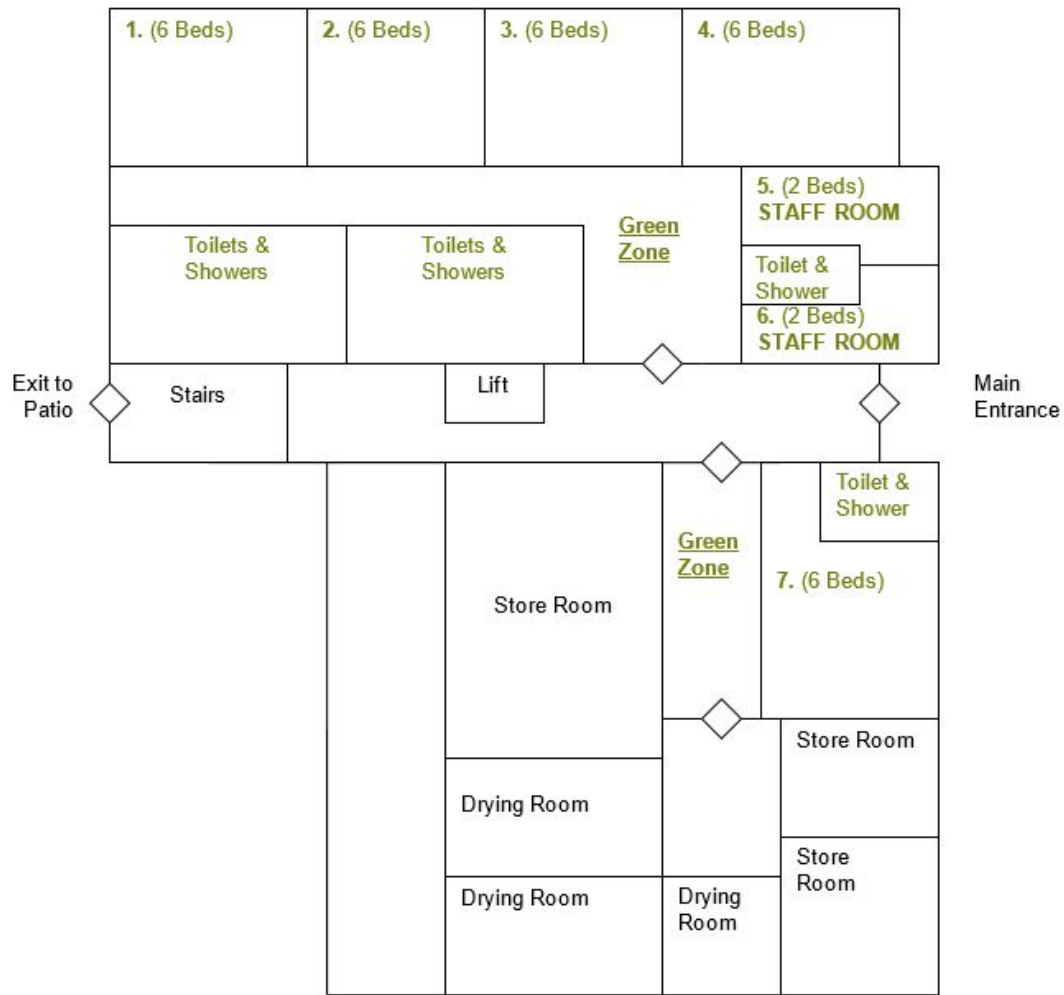 1. (6 Beds)
2. (6 Beds)
3. (6 Beds)
4. (6 Beds)
5. (2 Beds)
STAFF ROOM
Green
Zone
Toilets &
Showers
Toilets &
Showers
Toilet &
Shower
6. (2 Beds)
STAFF ROOM
Exit to
Patio
Stairs
Lift
Main
Entrance
Toilet &
Shower
Green
Zone
7. (6 Beds)
Store Room
Store Room
Drying Room
Store
Room
Drying Room
Drying
Room